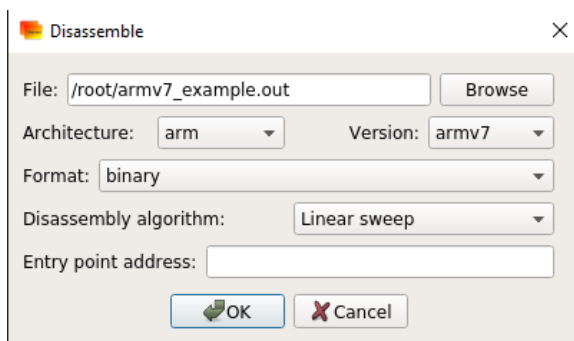 Disassemble
File: /root/armv7_example.out Browse
Architecture: arm Version: armv7
Format: binary
Disassembly algorithm: Linear sweep
Entry point address:
OK Cancel